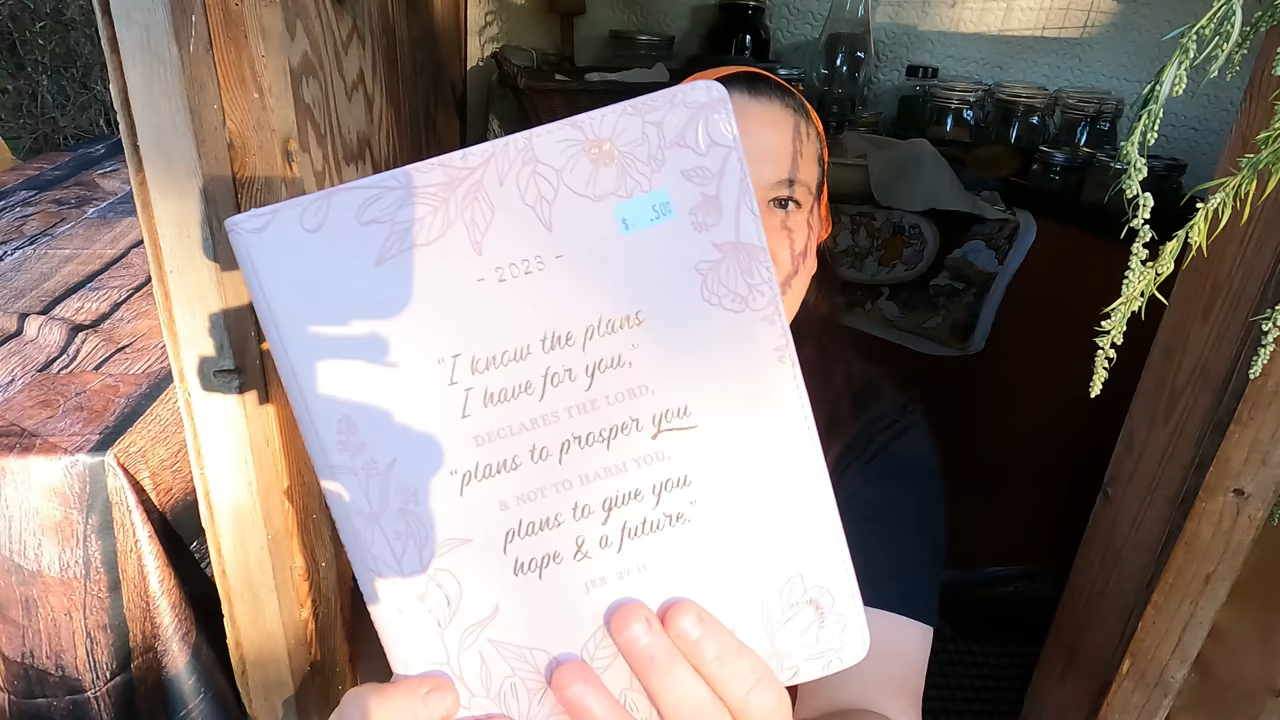 $ .50¢
- 2023 -
"I know the plans
I have for you,"
DECLARES THE LORD,
"plans to prosper you
& NOT TO HARM YOU,
plans to give you
hope & a future."
JER. 29:11